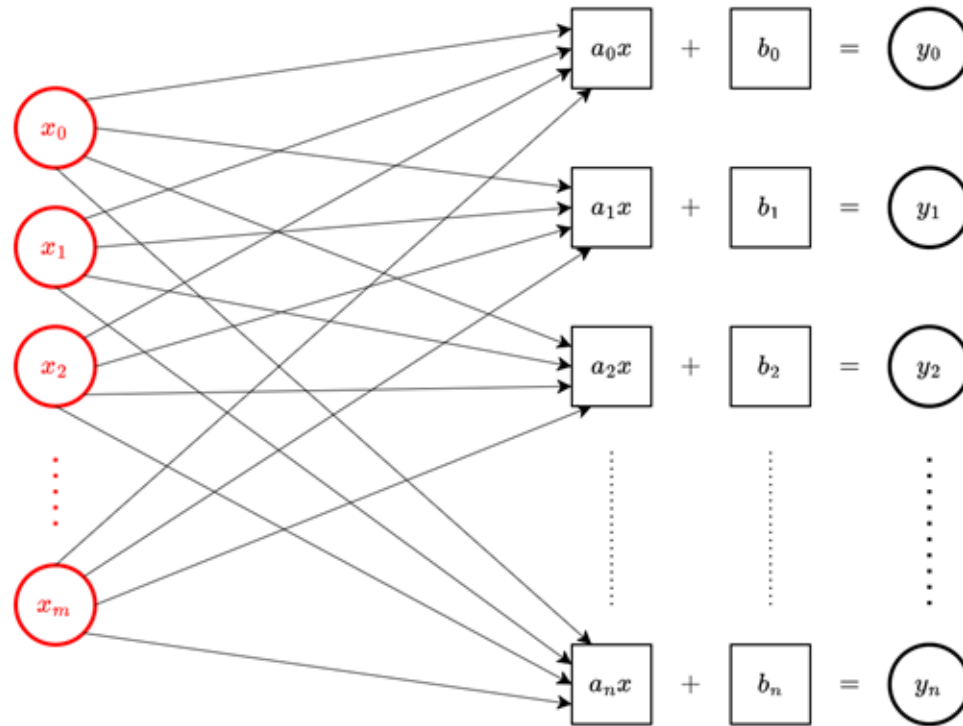 a₀x + b₀ = y₀
x₀
a₁x + b₁ = y₁
x₁
a₂x + b₂ = y₂
x₂
xₘ
aₙx + bₙ = yₙ